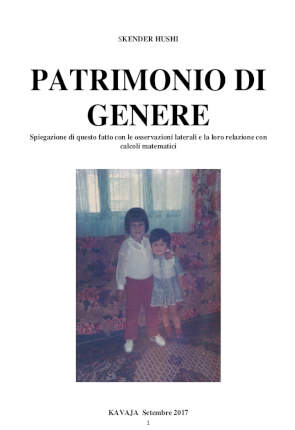 SKENDER HUSHI
PATRIMONIO DI
GENERE
Spiegazione di questo fatto con le osservazioni laterali e la loro relazione con
calcoli matematici
KAVAJA Setembre 2017
1